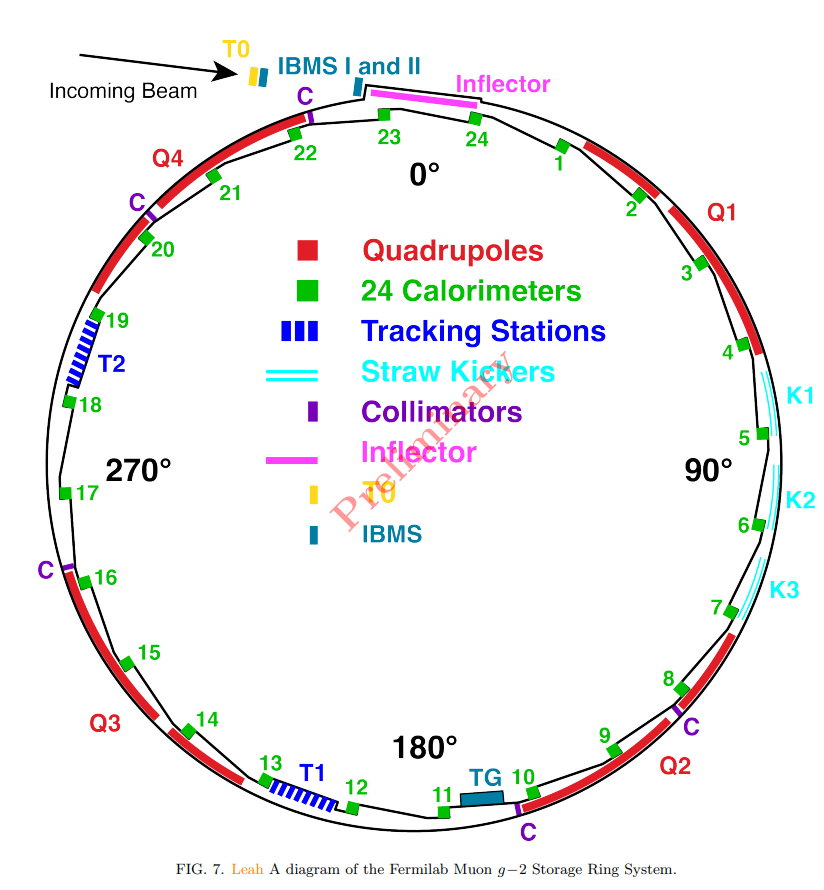 T0
IBMS I and II
Incoming Beam
Inflector
C
22
23
24
1
0°
Q4
21
2
Q1
C
20
3
19
4
T2
18
K1
5
Quadrupoles
24 Calorimeters
Tracking Stations
Straw Kickers
Collimators
Inflector
T0
IBMS
Preliminary
270°
90°
17
K2
6
C
16
K3
7
15
8
C
Q3
14
9
Q2
180°
13
T1
12
11
TG
10
C
FIG. 7. Leah A diagram of the Fermilab Muon g−2 Storage Ring System.